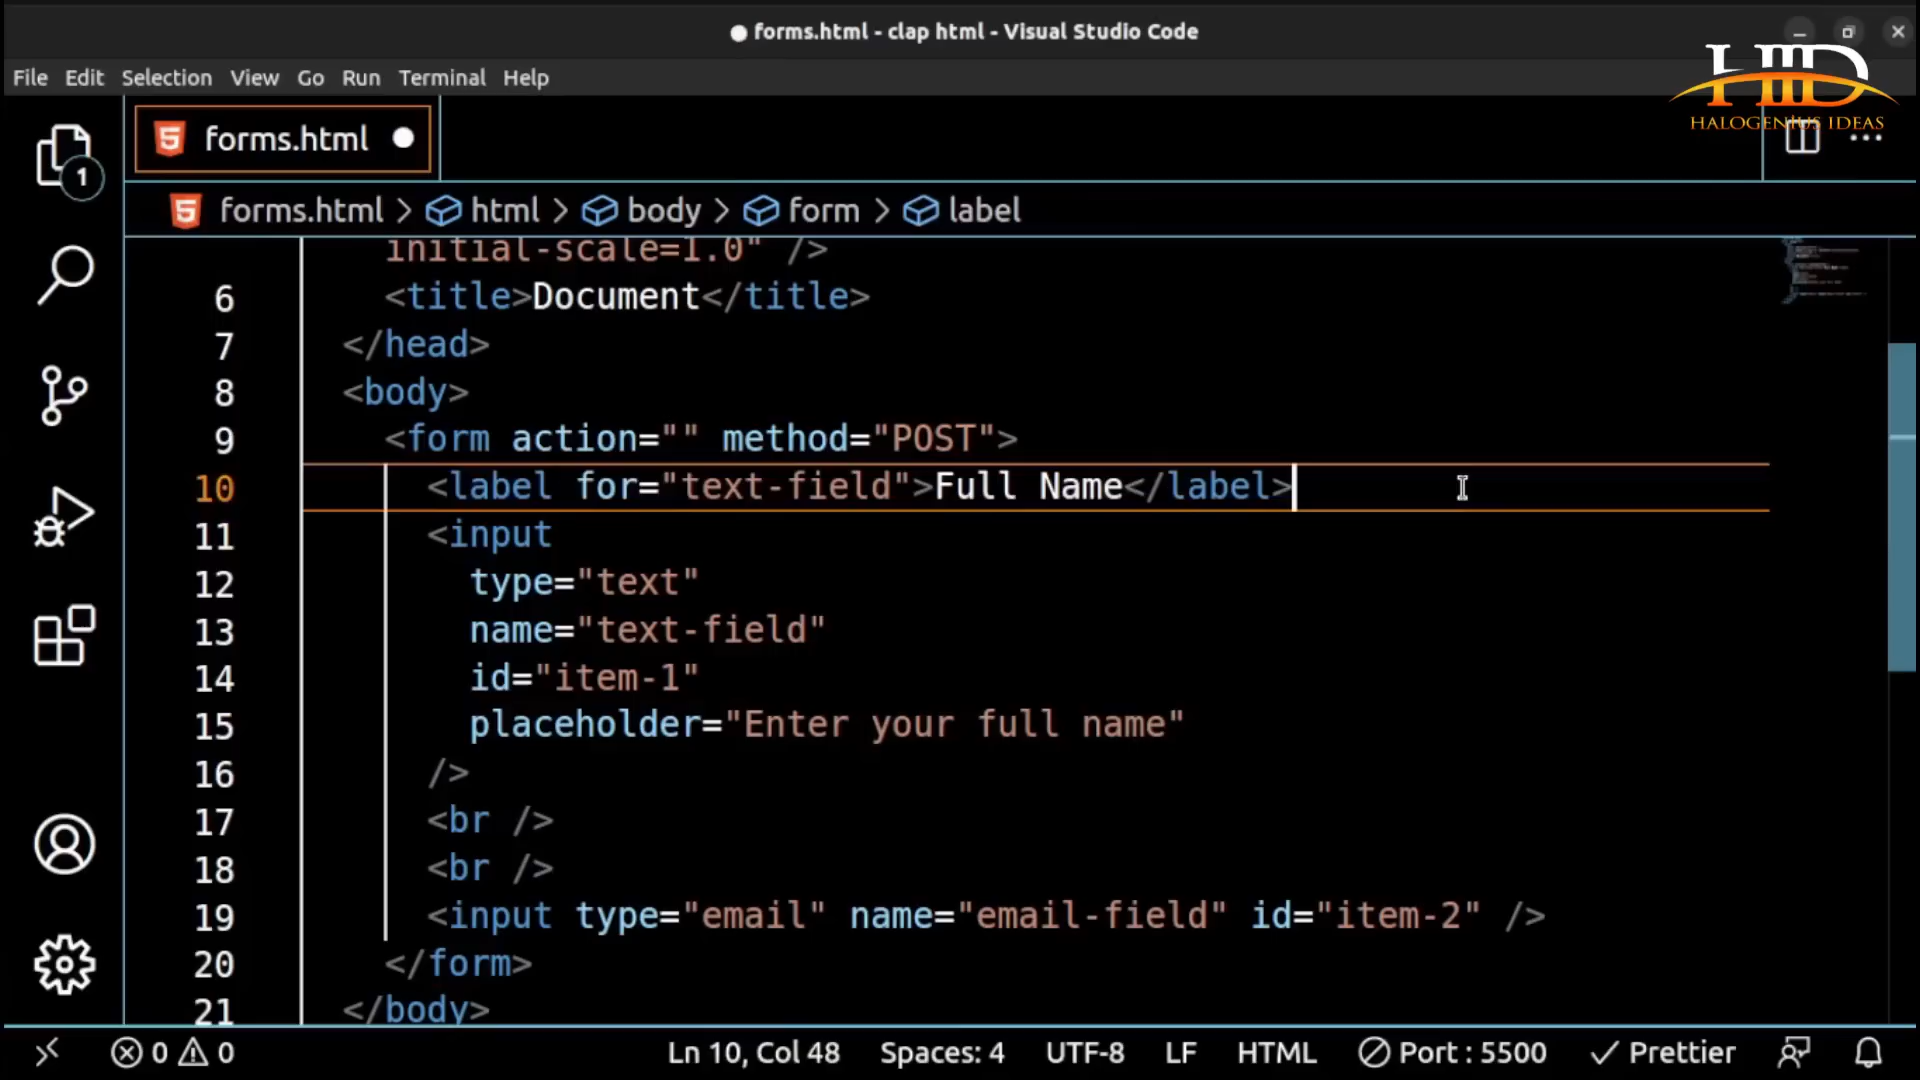 forms.html - clap html - Visual Studio Code
File Edit Selection View Go Run Terminal Help
HID
HALOGENIUS IDEAS
forms.html
1
forms.html > html > body > form > label
initial-scale=1.0" />
6 <title>Document</title>
7 </head>
8 <body>
9 <form action="" method="POST">
10 <label for="text-field">Full Name</label>
11 <input
12 type="text"
13 name="text-field"
14 id="item-1"
15 placeholder="Enter your full name"
16 />
17 <br />
18 <br />
19 <input type="email" name="email-field" id="item-2" />
20 </form>
21 </body>
0 0 Ln 10, Col 48 Spaces: 4 UTF-8 LF HTML Port : 5500 Prettier